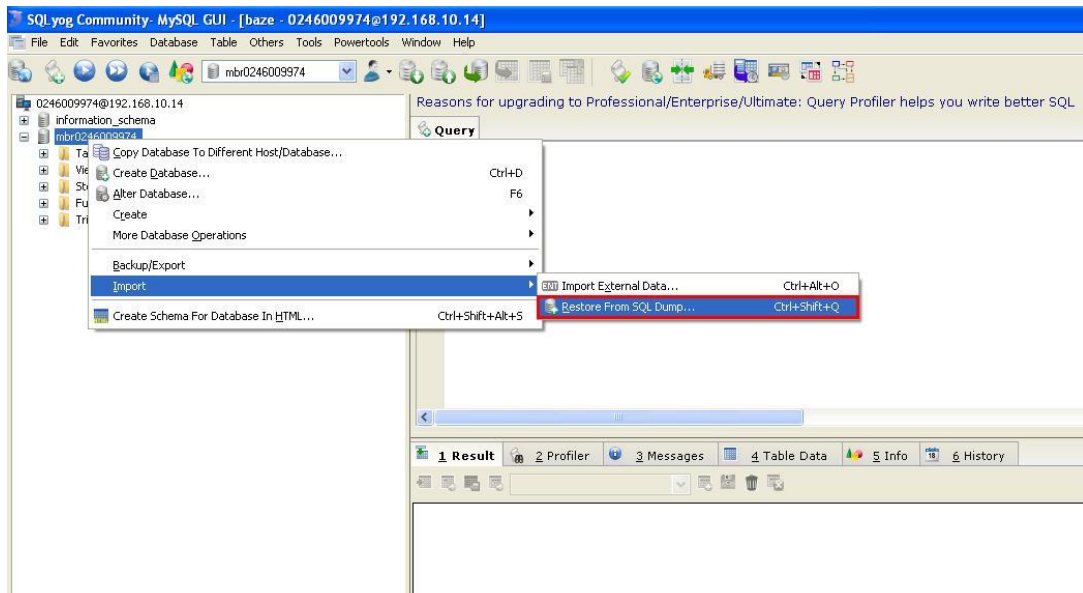 SQLyog Community- MySQL GUI - [baze - 0246009974@192.168.10.14]
File Edit Favorites Database Table Others Tools Powertools Window Help
mbr0246009974
0246009974@192.168.10.14
Reasons for upgrading to Professional/Enterprise/Ultimate: Query Profiler helps you write better SQL
information_schema
Query
mbr0246009974
Ta
Vie
Sto
Fu
Tri
Copy Database To Different Host/Database...
Create Database... Ctrl+D
Alter Database... F6
Create
More Database Operations
Backup/Export
Import
Create Schema For Database In HTML... Ctrl+Shift+Alt+S
Import External Data... Ctrl+Alt+O
Restore From SQL Dump... Ctrl+Shift+Q
1 Result 2 Profiler 3 Messages 4 Table Data 5 Info 6 History